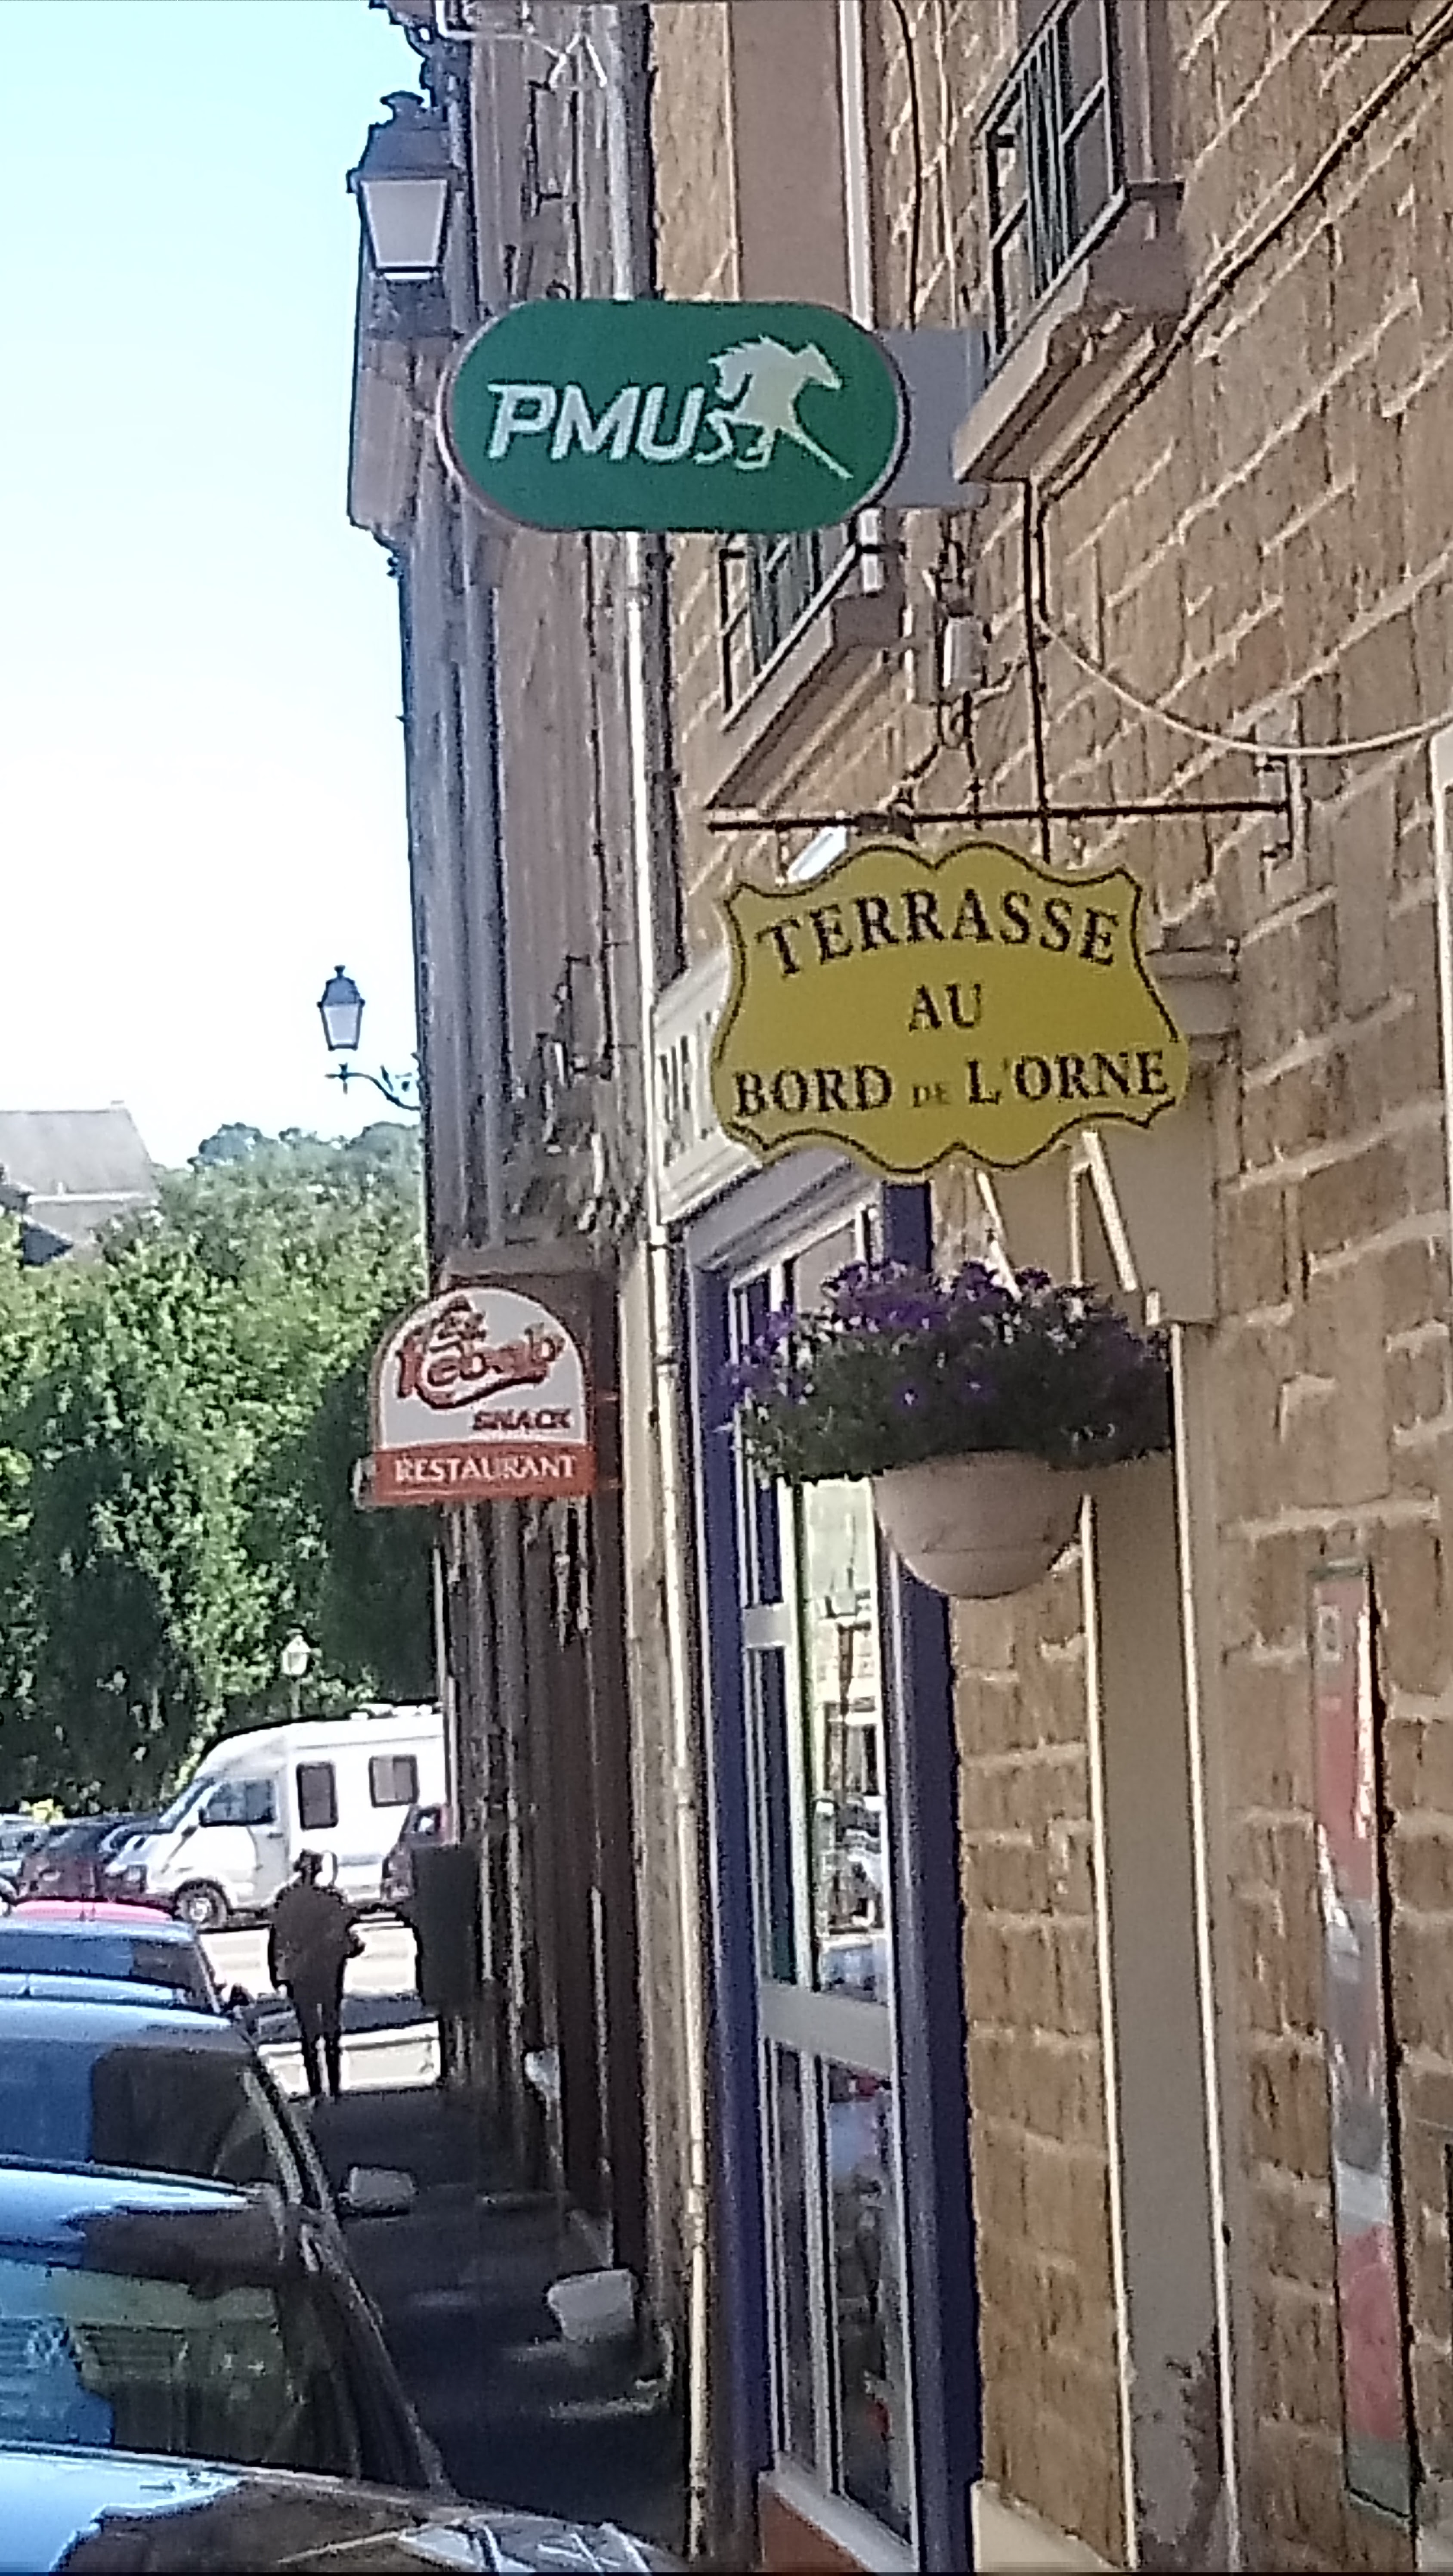 PMU
TERRASSE
AU
BORD DE L'ORNE
Kebab
SNACK
RESTAURANT